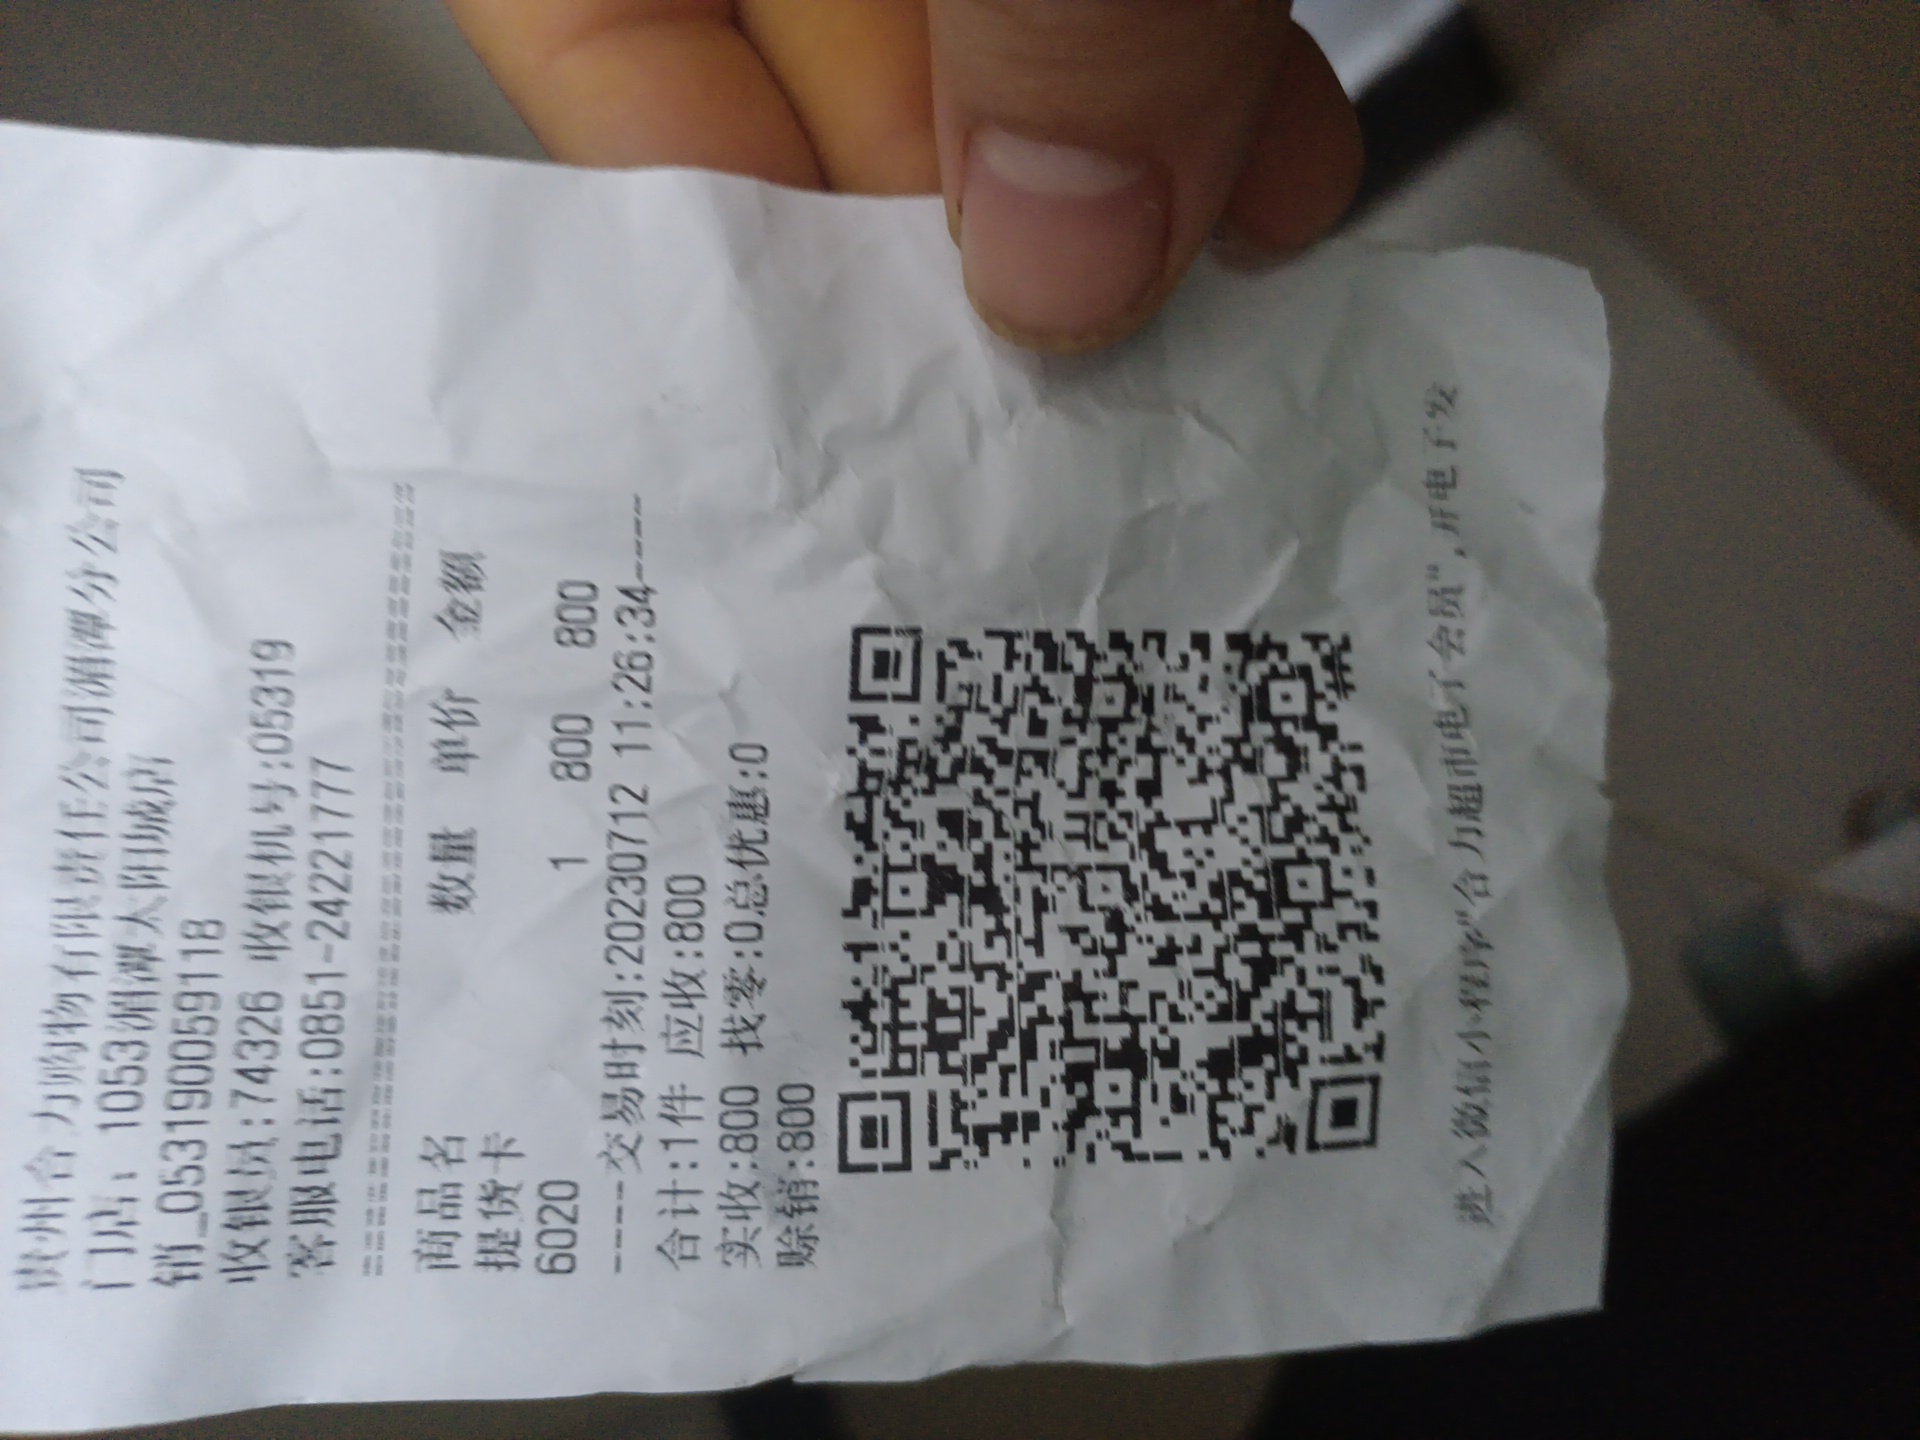 贵州合力购物有限责任公司湄潭分公司
门店: 1053湄潭太阳城店
销_0531900059118
收银员:74326 收银机号:05319
客服电话:0851-24221777
================================
商品名 数量 单价 金额
提货卡
6020 1 800 800
----交易时刻:20230712 11:26:34----
合计:1件 应收:800
实收:800 找零:0总优惠:0
赊销:800
进入微信小程序"合力超市电子会员",开电子发